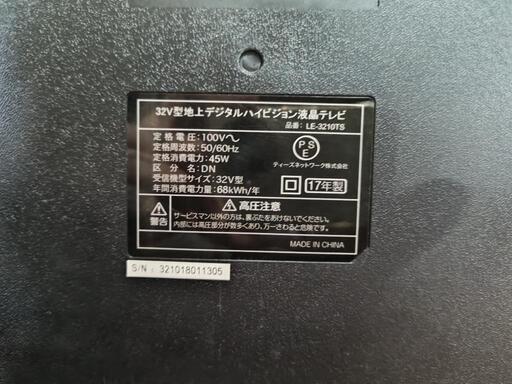 32V型地上デジタルハイビジョン液晶テレビ
品番: LE-3210TS
定格電圧:100V〜
定格周波数:50/60Hz
定格消費電力:45W
区分名:DN
受信機型サイズ:32V型
年間消費電力量:68kWh/年
PSE
ティーズネットワーク株式会社
17年製
警告
高圧注意
サービスマン以外の方は、裏ぶたをあけないでください。
内部には高圧部分が数多くあり、万一さわると危険です。
MADE IN CHINA
S/N : 321018011305